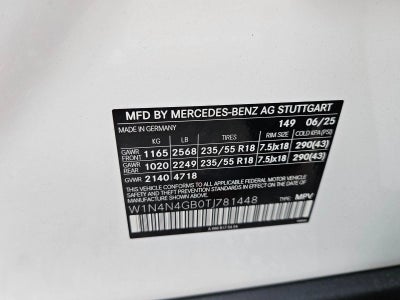 MFD BY MERCEDES-BENZ AG STUTTGART
149 06/25
MADE IN GERMANY
KG LB TIRES RIM SIZE COLD KPA (PSI)
GAWR FRONT 1165 2568 235/55 R18 7.5Jx18 290(43)
GAWR REAR 1020 2249 235/55 R18 7.5Jx18 290(43)
GVWR 2140 4718
THIS VEHICLE CONFORMS TO ALL APPLICABLE FEDERAL MOTOR VEHICLE
SAFETY, BUMPER, AND THEFT PREVENTION STANDARDS IN
EFFECT ON THE DATE OF MANUFACTURE SHOWN ABOVE.
W1N4N4GB0TJ781448 TYPE: MPV